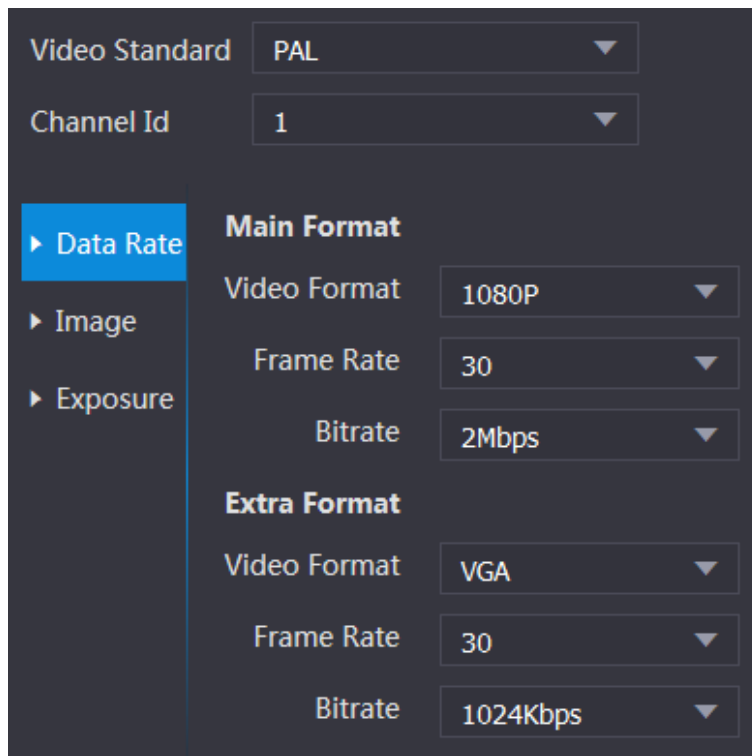 Video Standard PAL
Channel Id 1
Data Rate
Image
Exposure
Main Format
Video Format 1080P
Frame Rate 30
Bitrate 2Mbps
Extra Format
Video Format VGA
Frame Rate 30
Bitrate 1024Kbps